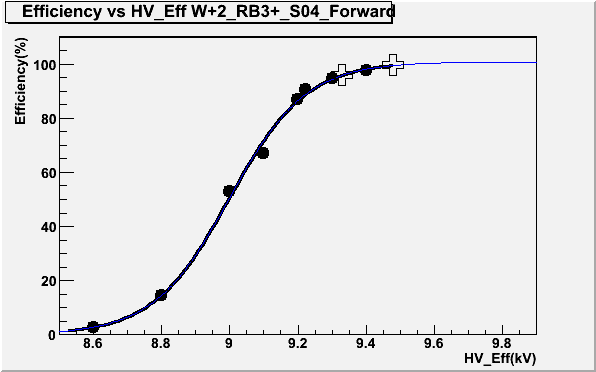 Efficiency vs HV_Eff W+2_RB3+_S04_Forward
Efficiency(%)
100
80
60
40
20
0
8.6 8.8 9 9.2 9.4 9.6 9.8
HV_Eff(kV)